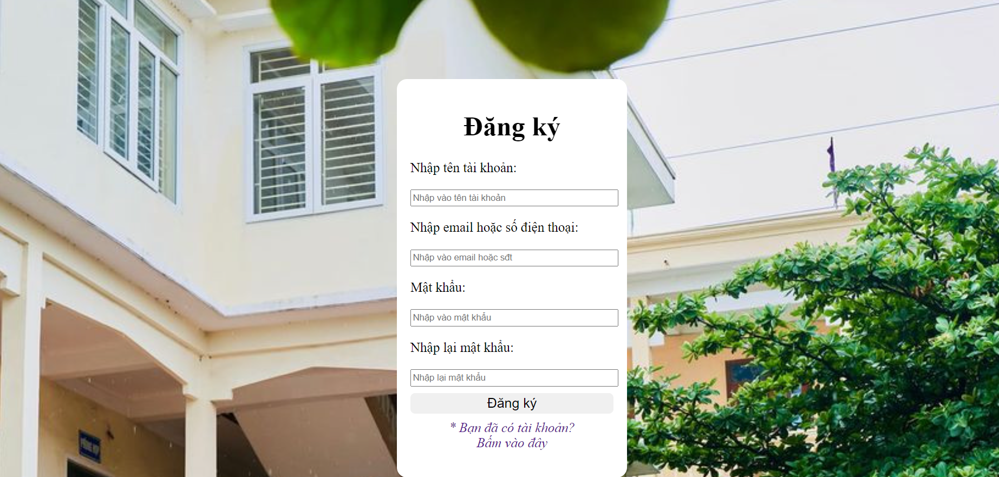 Đăng ký
Nhập tên tài khoản:
Nhập vào tên tài khoản
Nhập email hoặc số điện thoại:
Nhập vào email hoặc sđt
Mật khẩu:
Nhập vào mật khẩu
Nhập lại mật khẩu:
Nhập lại mật khẩu
Đăng ký
* Bạn đã có tài khoản?
Bấm vào đây